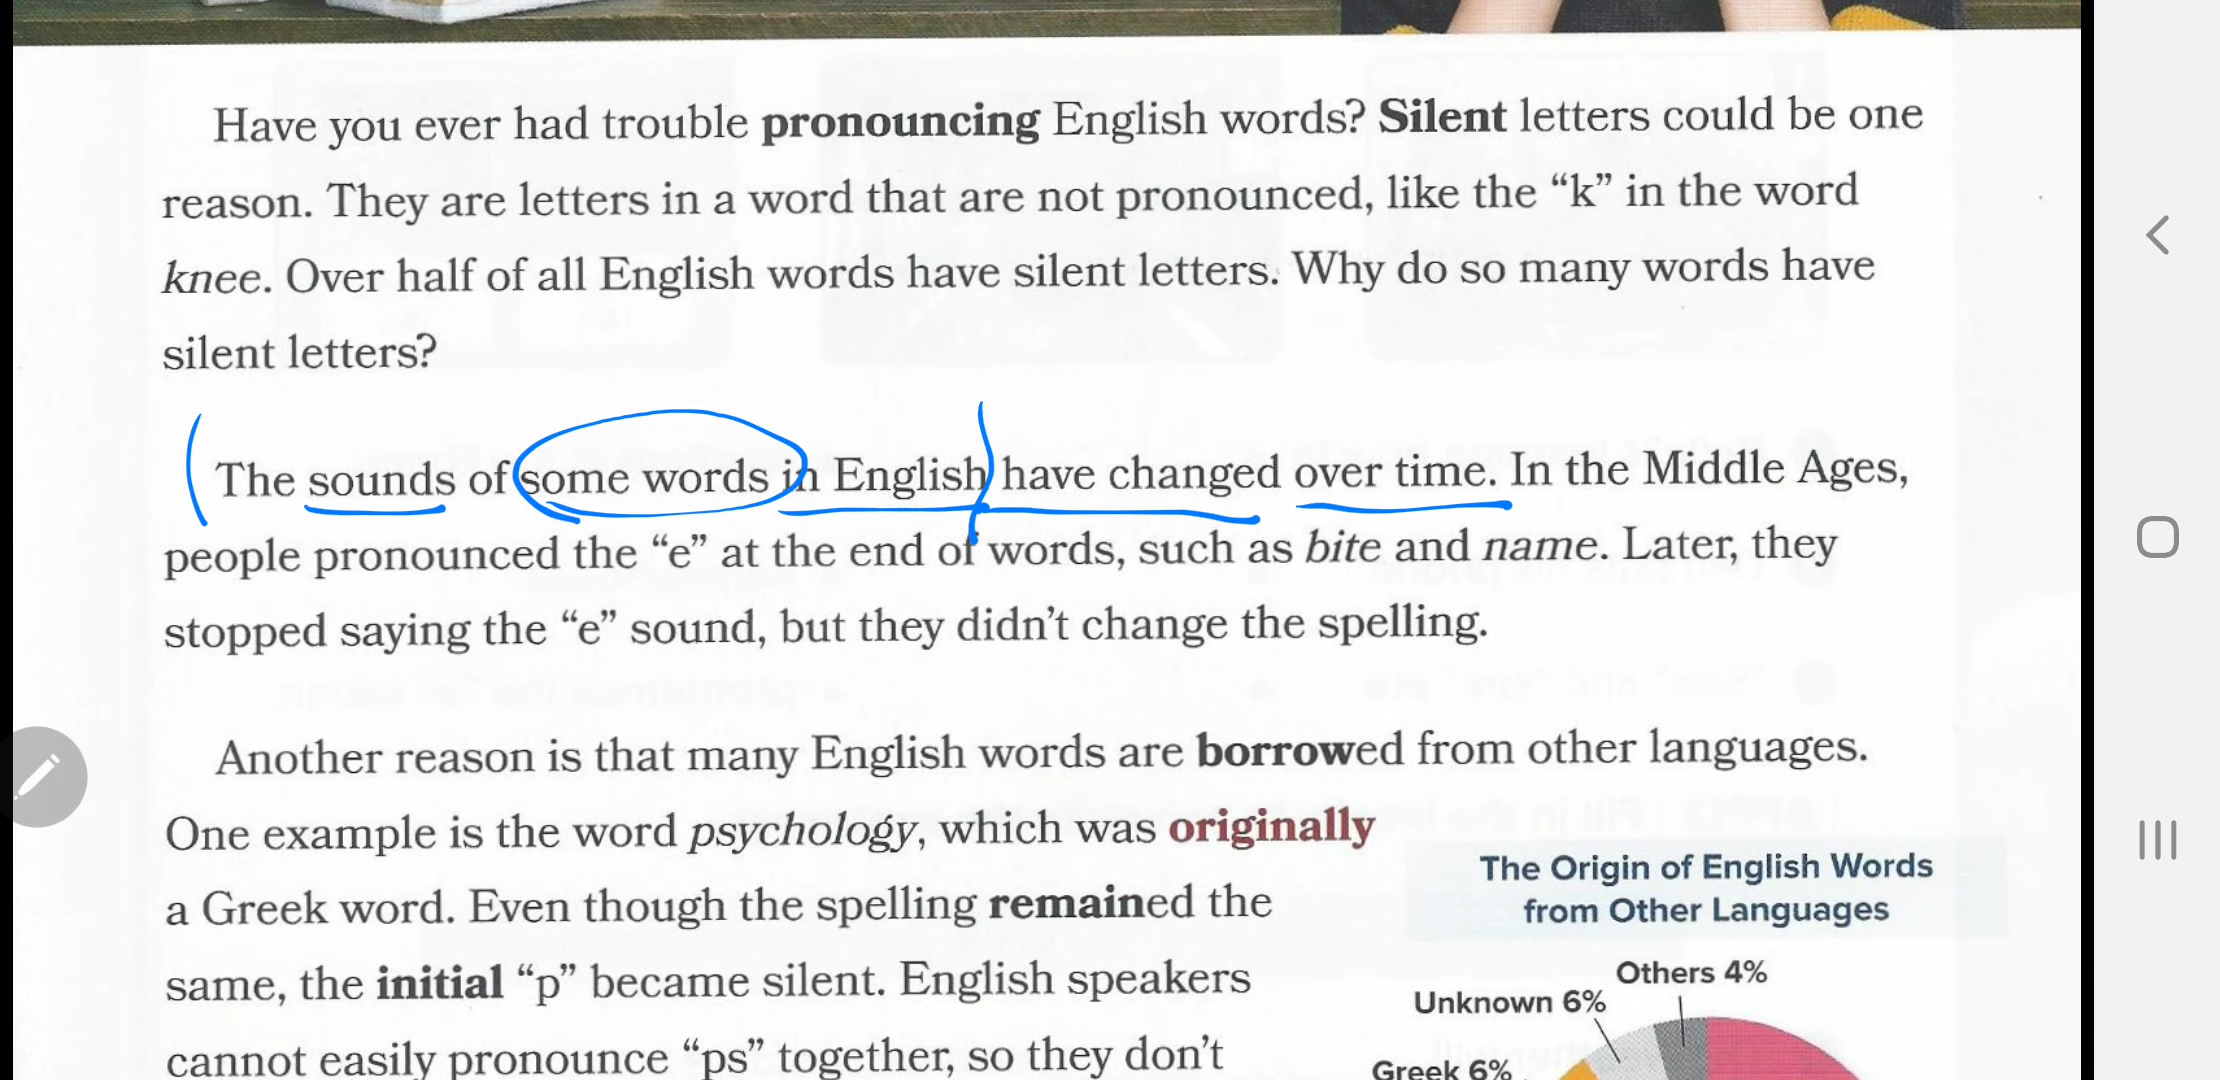 Have you ever had trouble pronouncing English words? Silent letters could be one
reason. They are letters in a word that are not pronounced, like the “k” in the word
knee. Over half of all English words have silent letters. Why do so many words have
silent letters?
The sounds of some words in English have changed over time. In the Middle Ages,
people pronounced the “e” at the end of words, such as bite and name. Later, they
stopped saying the “e” sound, but they didn’t change the spelling.
Another reason is that many English words are borrowed from other languages.
One example is the word psychology, which was originally
a Greek word. Even though the spelling remained the
same, the initial “p” became silent. English speakers
cannot easily pronounce “ps” together, so they don’t
The Origin of English Words
from Other Languages
Others 4%
Unknown 6%
Greek 6%